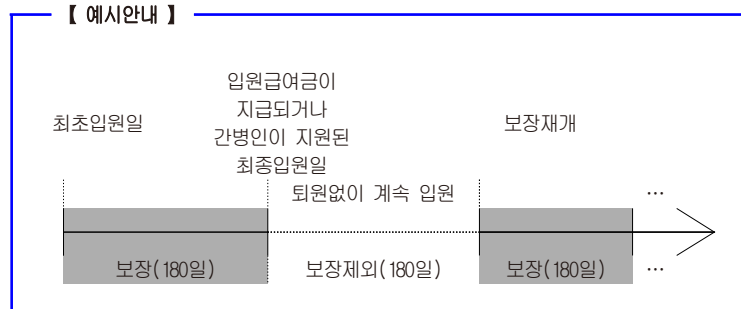 【 예시안내 】
최초입원일
입원급여금이
지급되거나
간병인이 지원된
최종입원일
보장재개
퇴원없이 계속 입원
…
보장(180일)
보장제외(180일)
보장(180일)
…